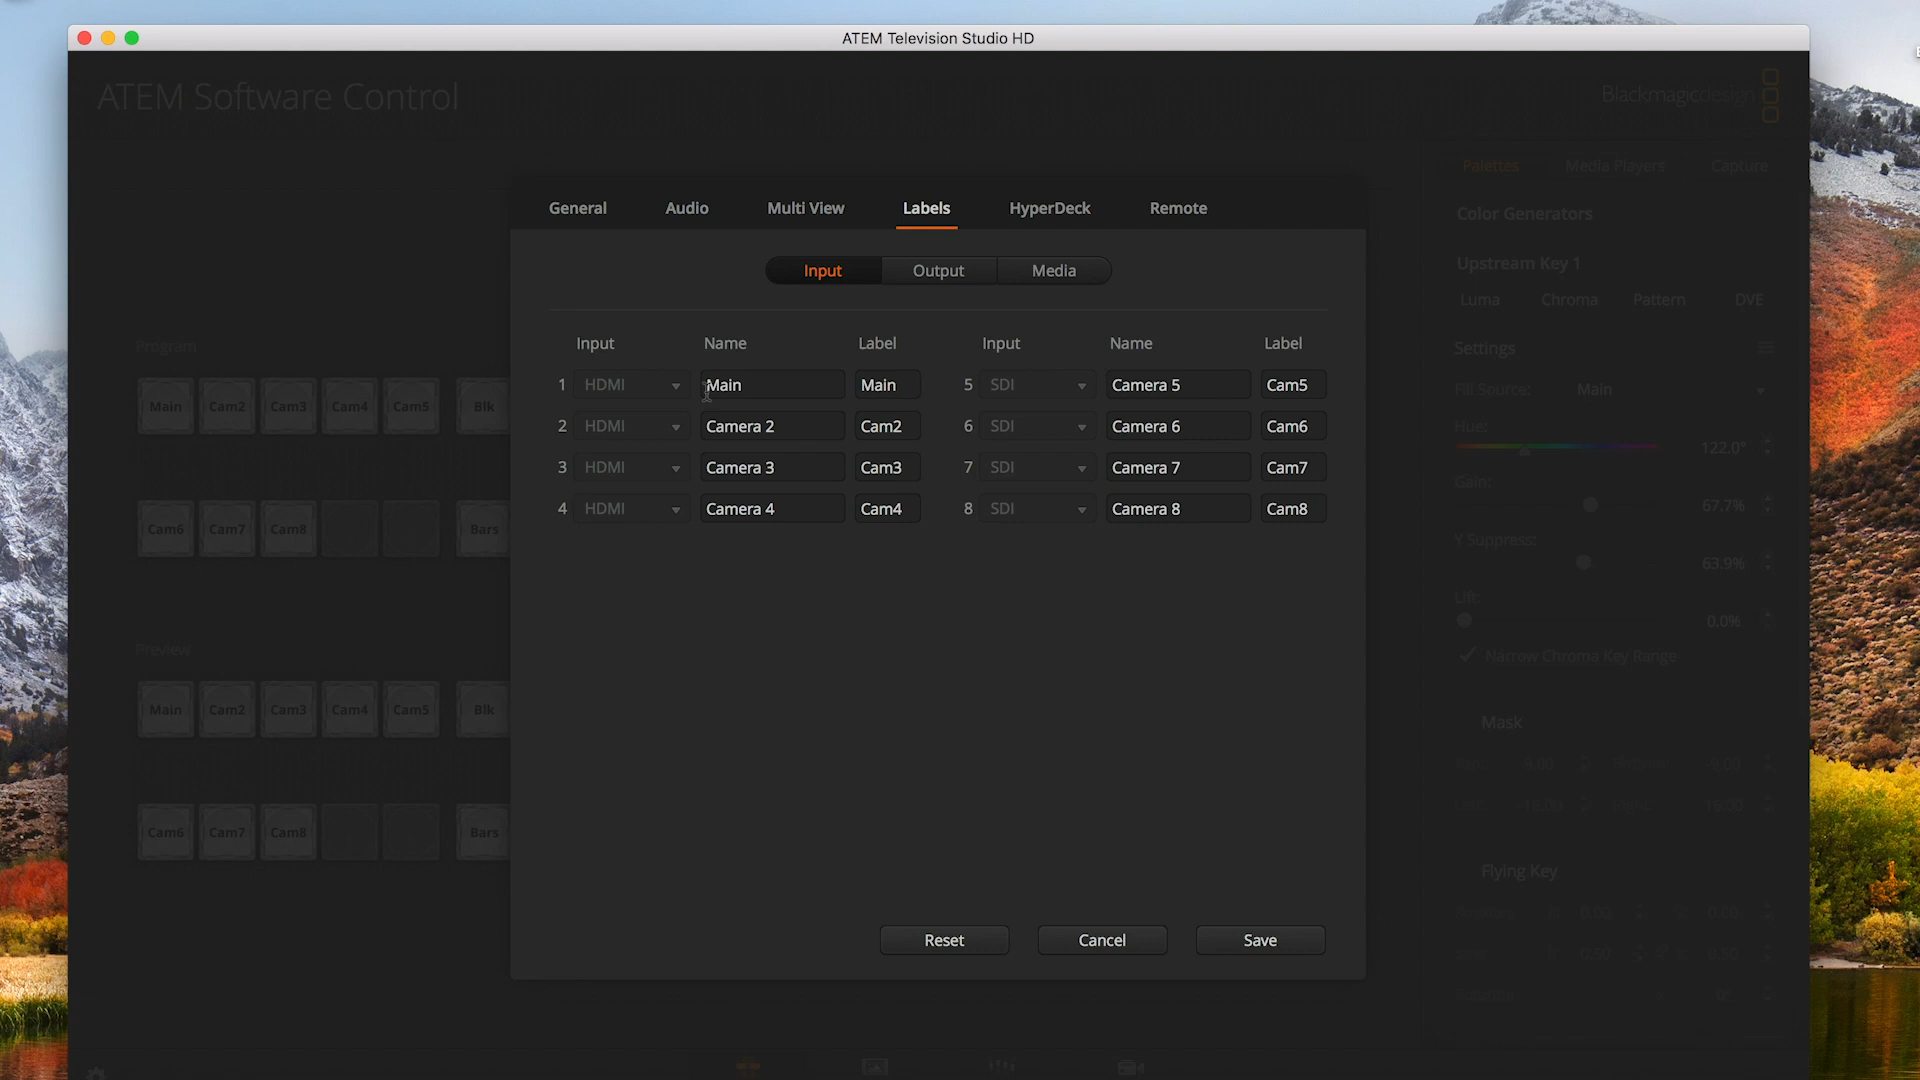 ATEM Television Studio HD
ATEM Software Control
Blackmagicdesign
Palettes Media Players Capture
General Audio Multi View Labels HyperDeck Remote
Color Generators
Input Output Media
Upstream Key 1
Luma Chroma Pattern DVE
Program
Input Name Label Input Name Label
Settings
1 HDMI Main Main 5 SDI Camera 5 Cam5
Fill Source: Main
Main Cam2 Cam3 Cam4 Cam5 Blk
2 HDMI Camera 2 Cam2 6 SDI Camera 6 Cam6
Hue:
122.0°
3 HDMI Camera 3 Cam3 7 SDI Camera 7 Cam7
Gain:
4 HDMI Camera 4 Cam4 8 SDI Camera 8 Cam8
57.7%
Cam6 Cam7 Cam8 Bars
Y Suppress:
63.9%
Lift:
0.0%
Preview
Narrow Chroma Key Range
Main Cam2 Cam3 Cam4 Cam5 Blk
Mask
Cam6 Cam7 Cam8 Bars
Flying Key
Reset Cancel Save